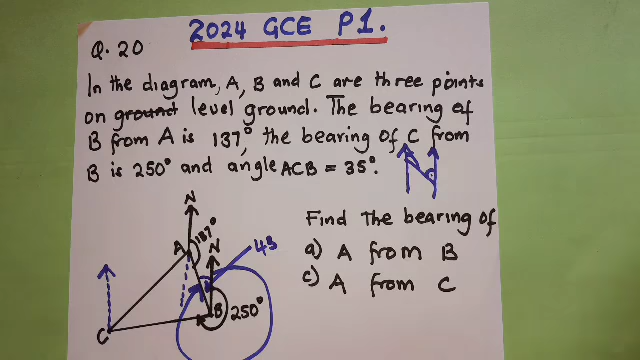 2024 GCE P1.
Q. 20
In the diagram, A, B and C are three points
on ground level ground. The bearing of
B from A is 137°, the bearing of C from
B is 250° and angle ACB = 35°.
Find the bearing of
a) A from B
c) A from C
N
A 137°
N
43
B 250°
C